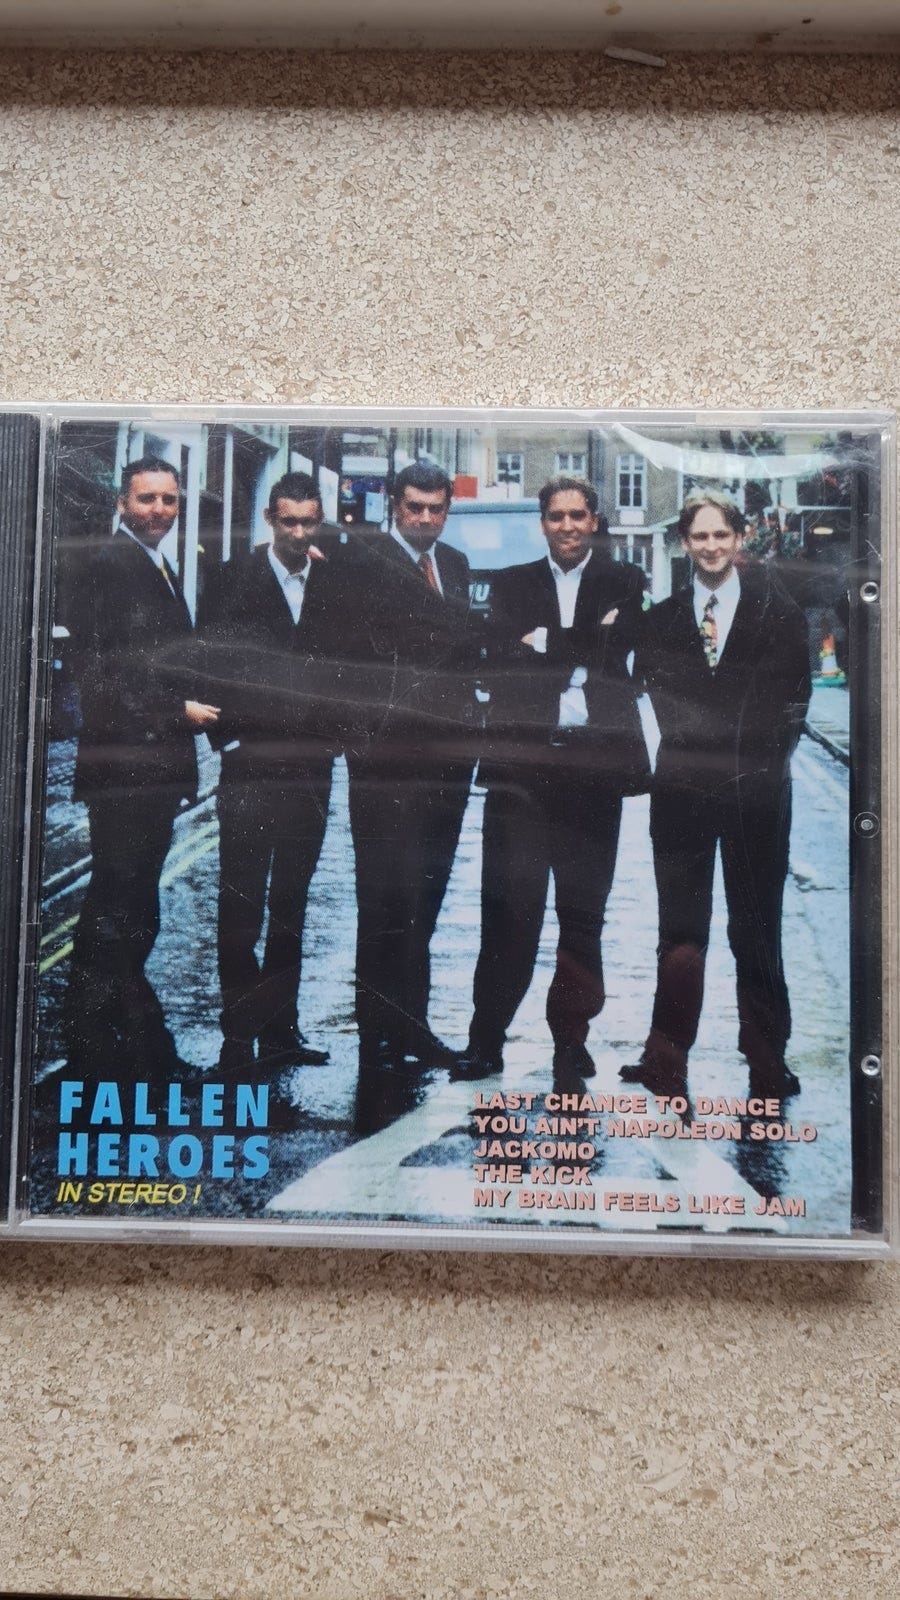 FALLEN
HEROES
IN STEREO !
LAST CHANCE TO DANCE
YOU AIN'T NAPOLEON SOLO
JACKOMO
THE KICK
MY BRAIN FEELS LIKE JAM